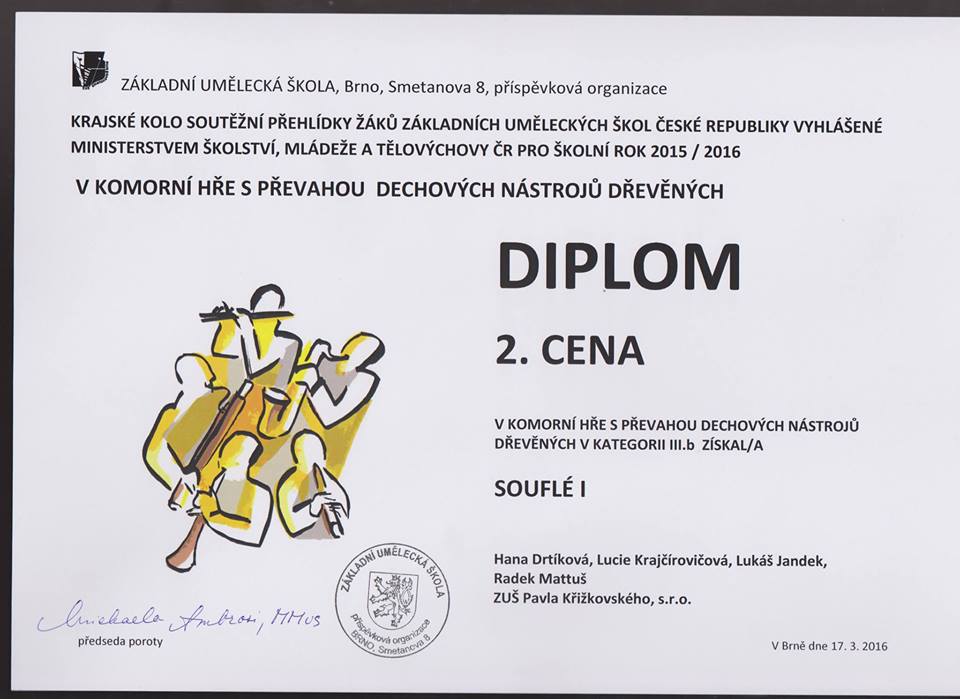 ZÁKLADNÍ UMĚLECKÁ ŠKOLA, Brno, Smetanova 8, příspěvková organizace
KRAJSKÉ KOLO SOUTĚŽNÍ PŘEHLÍDKY ŽÁKŮ ZÁKLADNÍCH UMĚLECKÝCH ŠKOL ČESKÉ REPUBLIKY VYHLÁŠENÉ
MINISTERSTVEM ŠKOLSTVÍ, MLÁDEŽE A TĚLOVÝCHOVY ČR PRO ŠKOLNÍ ROK 2015 / 2016
V KOMORNÍ HŘE S PŘEVAHOU DECHOVÝCH NÁSTROJŮ DŘEVĚNÝCH
DIPLOM
2. CENA
V KOMORNÍ HŘE S PŘEVAHOU DECHOVÝCH NÁSTROJŮ
DŘEVĚNÝCH V KATEGORII III.b ZÍSKAL/A
SOUFLÉ I
Hana Drtíková, Lucie Krajčírovičová, Lukáš Jandek,
Radek Mattuš
ZUŠ Pavla Křižkovského, s.r.o.
ZÁKLADNÍ UMĚLECKÁ ŠKOLA
příspěvková organizace
BRNO, Smetanova 8
Michaela Ambrosi, MMus
předseda poroty
V Brně dne 17. 3. 2016